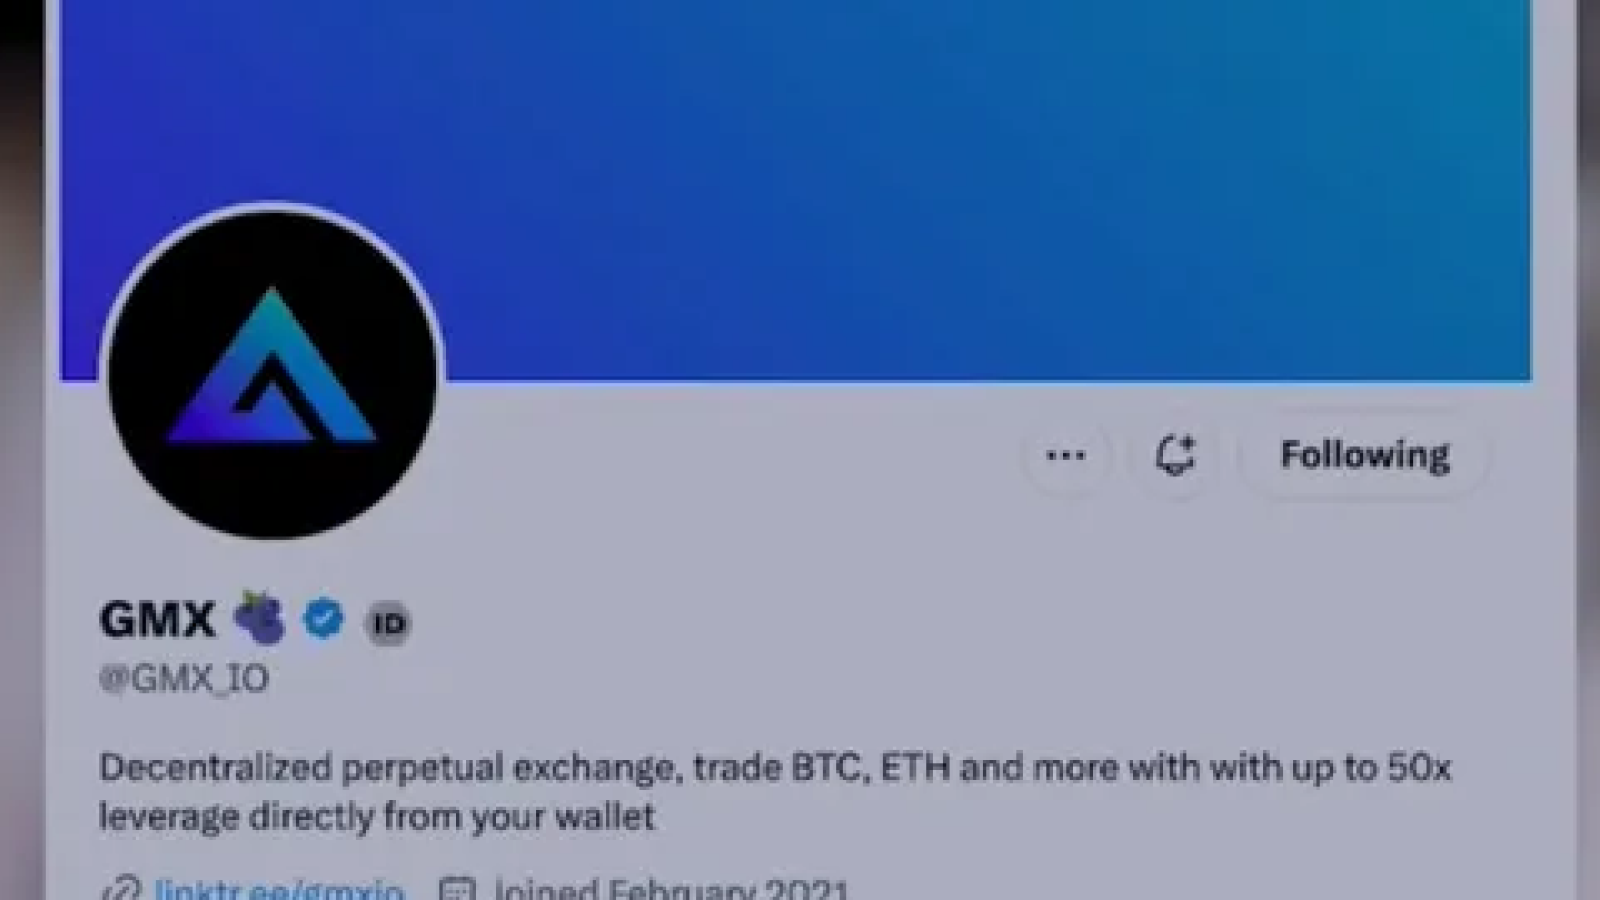 Following
GMX
ID
@GMX_IO
Decentralized perpetual exchange, trade BTC, ETH and more with with up to 50x
leverage directly from your wallet
linktr.ee/gmxio Joined February 2021